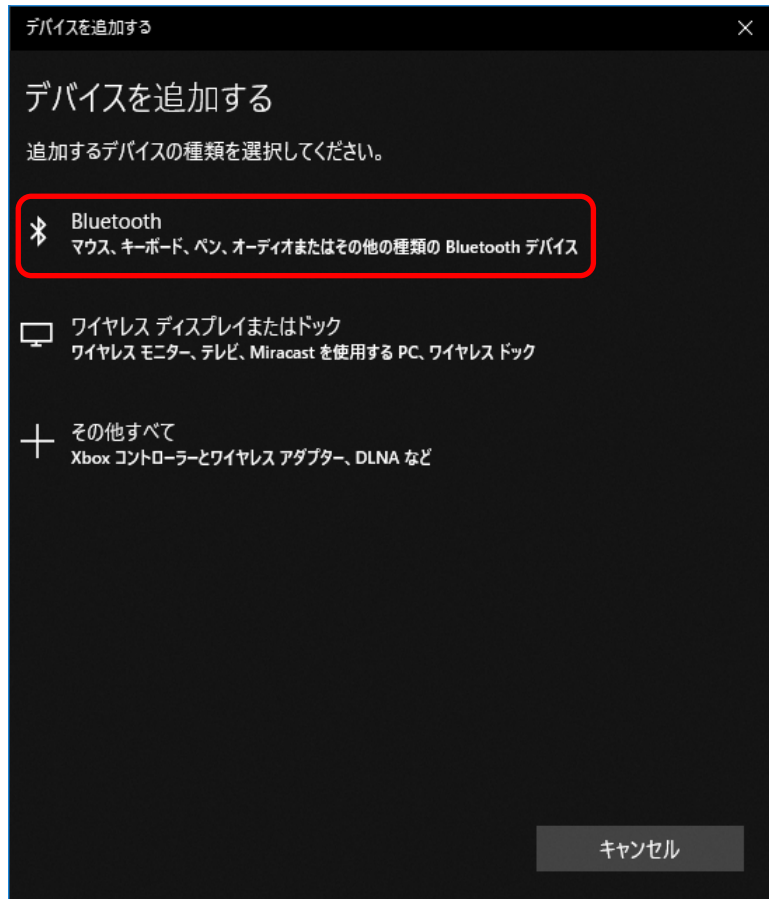 デバイスを追加する
デバイスを追加する
追加するデバイスの種類を選択してください。
Bluetooth
マウス、キーボード、ペン、オーディオまたはその他の種類の Bluetooth デバイス
ワイヤレス ディスプレイまたはドック
ワイヤレス モニター、テレビ、Miracast を使用する PC、ワイヤレス ドック
その他すべて
Xbox コントローラーとワイヤレス アダプター、DLNA など
キャンセル